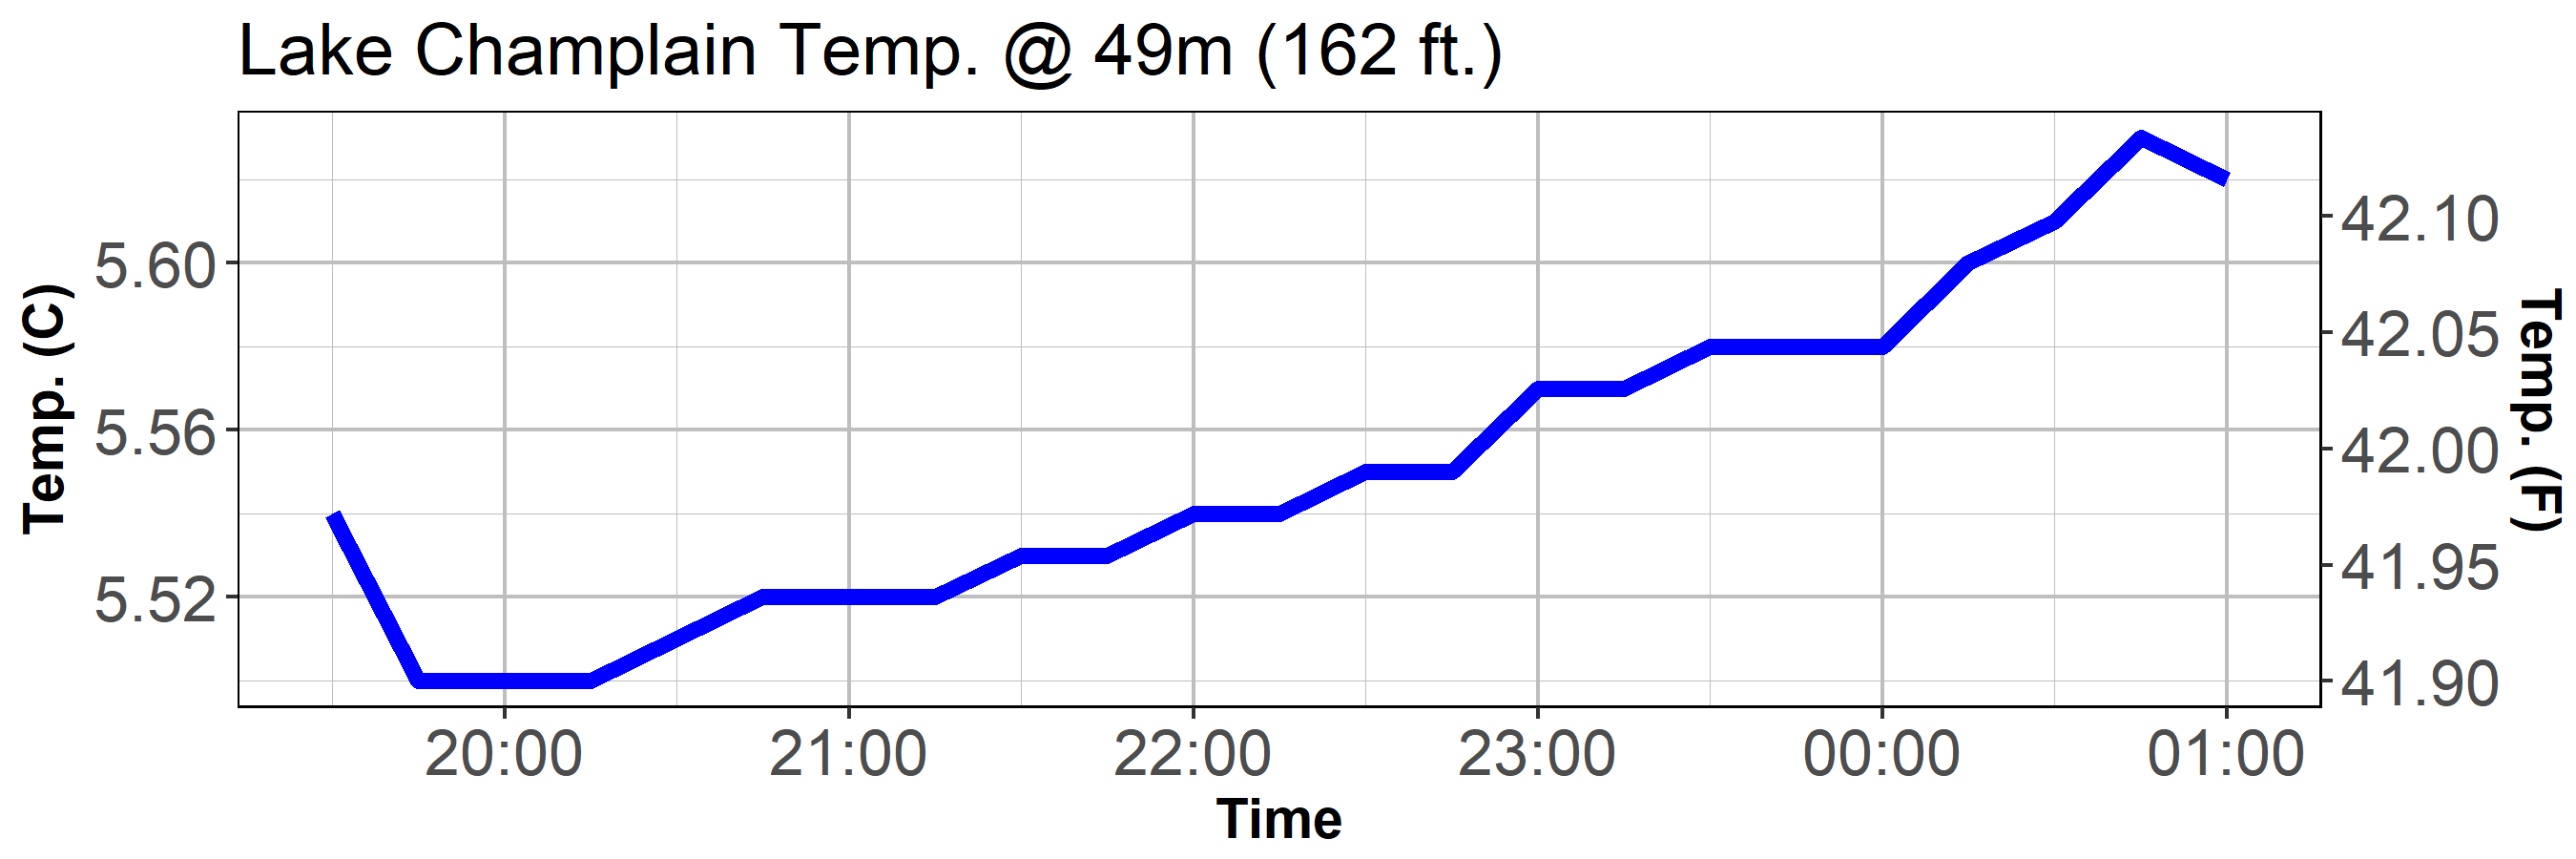 Lake Champlain Temp. @ 49m (162 ft.)
Temp. (C)
5.60
5.56
5.52
42.10
42.05
42.00
41.95
41.90
Temp. (F)
20:00 21:00 22:00 23:00 00:00 01:00
Time